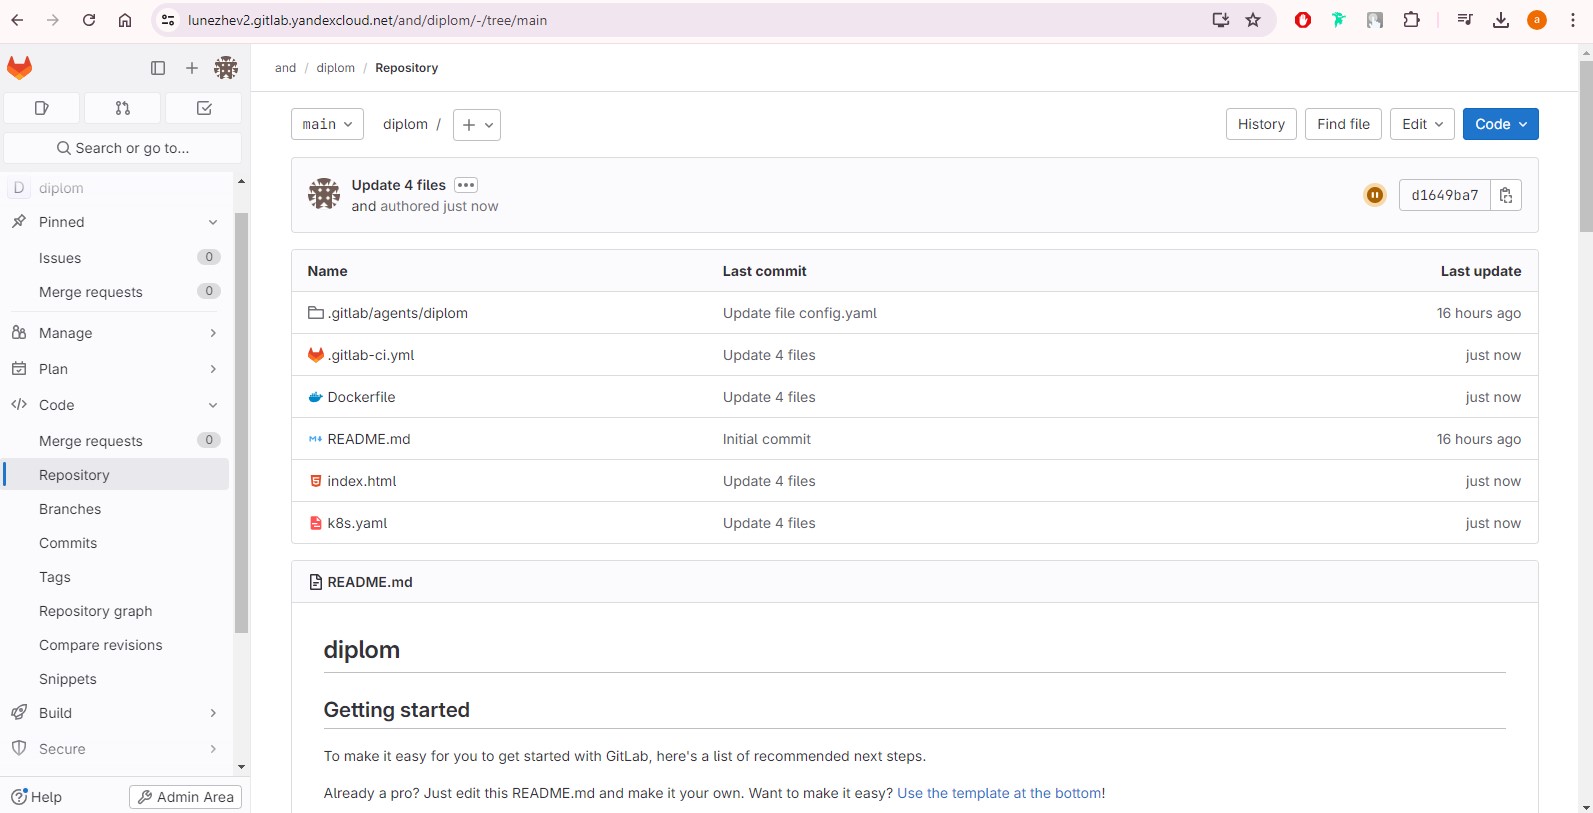 lunezhev2.gitlab.yandexcloud.net/and/diplom/-/tree/main
a
and / diplom / Repository
Search or go to...
D diplom
Pinned
Issues 0
Merge requests 0
Manage
Plan
Code
Merge requests 0
Repository
Branches
Commits
Tags
Repository graph
Compare revisions
Snippets
Build
Secure
Help
Admin Area
main diplom / +
History Find file Edit Code
Update 4 files
and authored just now
d1649ba7
Name Last commit Last update
.gitlab/agents/diplom Update file config.yaml 16 hours ago
.gitlab-ci.yml Update 4 files just now
Dockerfile Update 4 files just now
README.md Initial commit 16 hours ago
index.html Update 4 files just now
k8s.yaml Update 4 files just now
README.md
diplom
Getting started
To make it easy for you to get started with GitLab, here's a list of recommended next steps.
Already a pro? Just edit this README.md and make it your own. Want to make it easy? Use the template at the bottom!